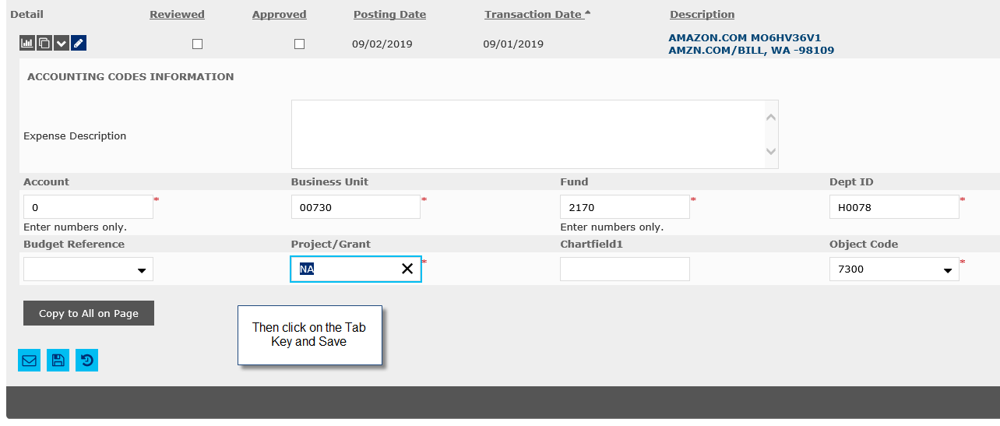 Detail Reviewed Approved Posting Date Transaction Date Description
09/02/2019 09/01/2019 AMAZON.COM MO6HV36V1
AMZN.COM/BILL, WA -98109
ACCOUNTING CODES INFORMATION
Expense Description
Account Business Unit Fund Dept ID
0 * 00730 * 2170 * H0078 *
Enter numbers only. Enter numbers only.
Budget Reference Project/Grant Chartfield1 Object Code
NA * 7300 *
Copy to All on Page
Then click on the Tab
Key and Save